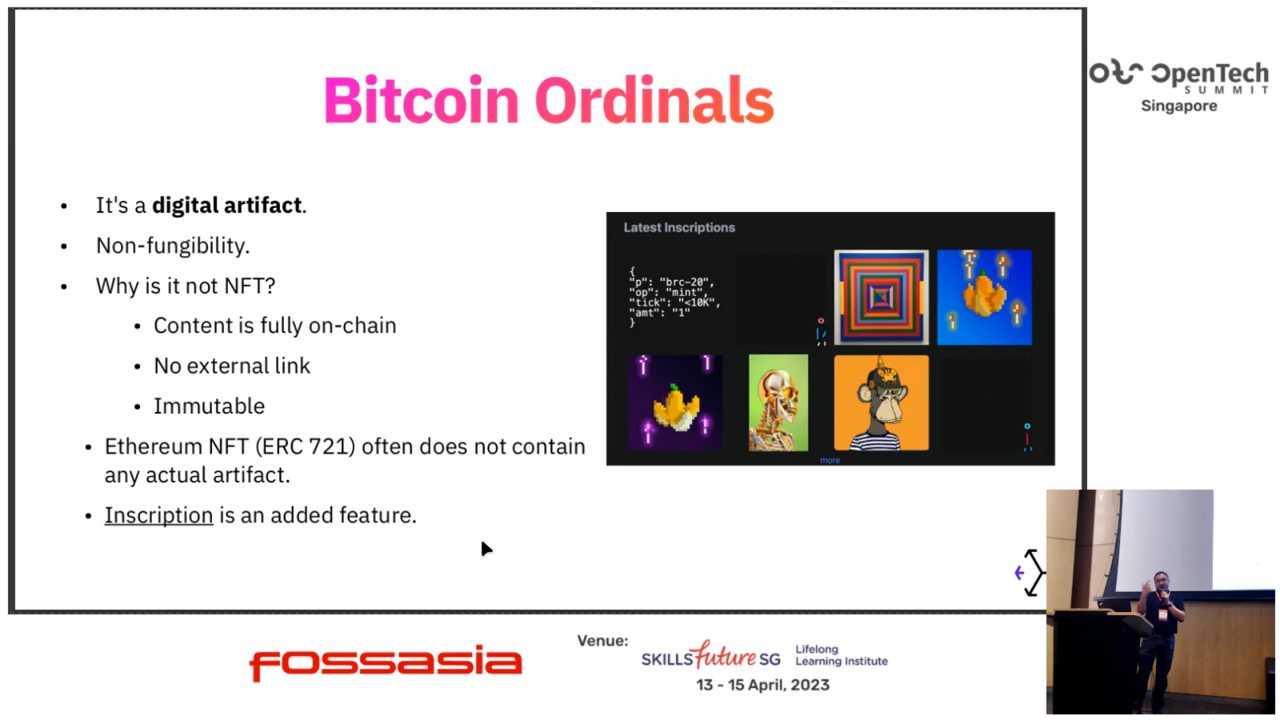 Bitcoin Ordinals
It's a digital artifact.
Non-fungibility.
Why is it not NFT?
Content is fully on-chain
No external link
Immutable
Ethereum NFT (ERC 721) often does not contain
any actual artifact.
Inscription is an added feature.
Latest Inscriptions
{
"p": "brc-20",
"op": "mint",
"tick": "<10K",
"amt": "1"
}
more
OpenTech
SUMMIT
Singapore
fossasia
Venue:
SKILLSfuture SG
Lifelong
Learning Institute
13 - 15 April, 2023